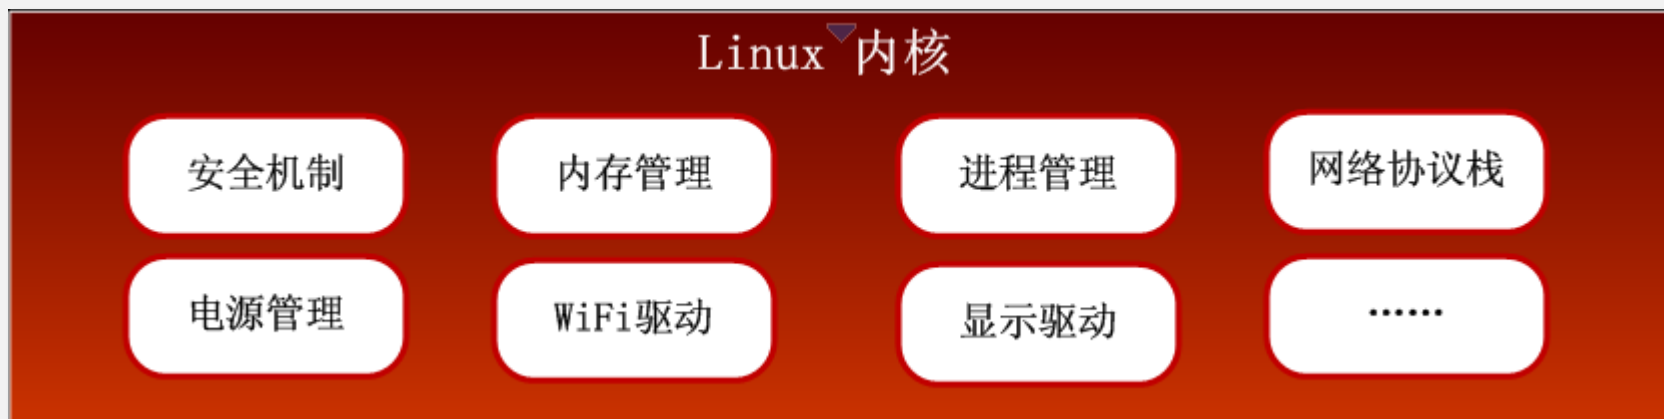 Linux 内核
安全机制
内存管理
进程管理
网络协议栈
电源管理
WiFi驱动
显示驱动
……